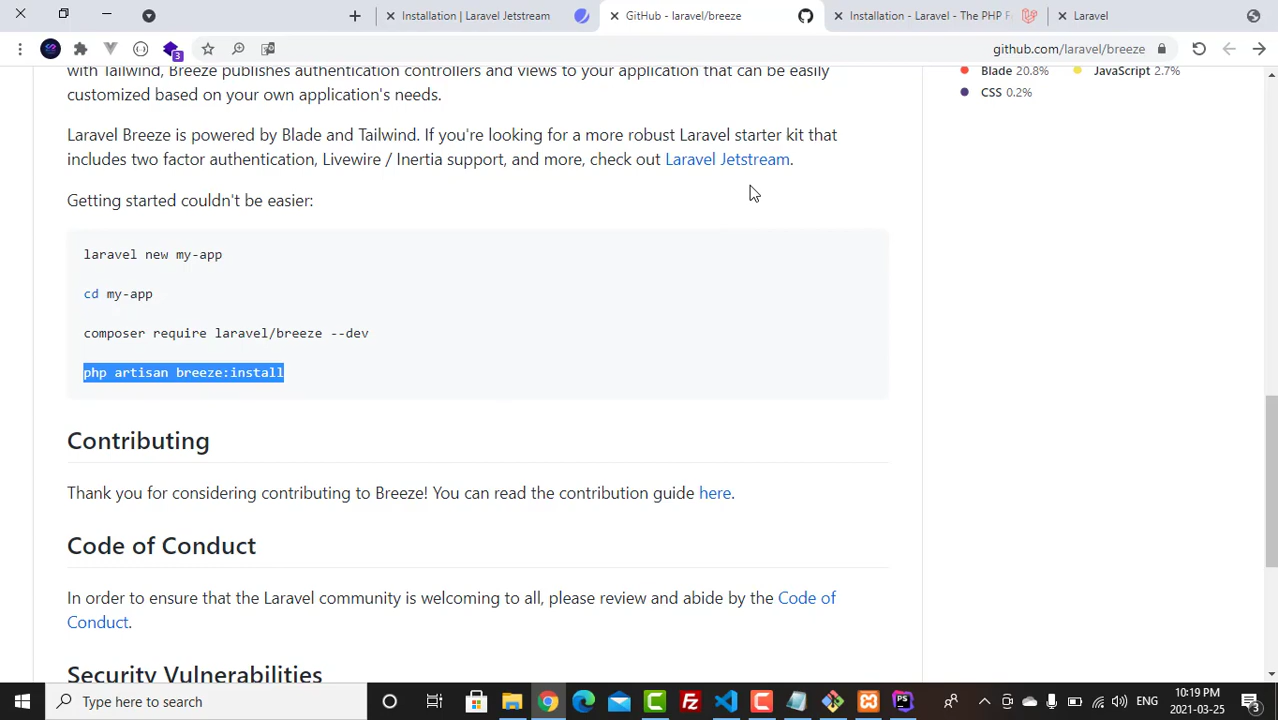 Installation | Laravel Jetstream
GitHub - laravel/breeze
Installation - Laravel - The PHP F
Laravel
3
github.com/laravel/breeze
with Tailwind, Breeze publishes authentication controllers and views to your application that can be easily
customized based on your own application's needs.
Laravel Breeze is powered by Blade and Tailwind. If you're looking for a more robust Laravel starter kit that
includes two factor authentication, Livewire / Inertia support, and more, check out Laravel Jetstream.
Getting started couldn't be easier:
laravel new my-app
cd my-app
composer require laravel/breeze --dev
php artisan breeze:install
Contributing
Thank you for considering contributing to Breeze! You can read the contribution guide here.
Code of Conduct
In order to ensure that the Laravel community is welcoming to all, please review and abide by the Code of
Conduct.
Security Vulnerabilities
Blade 20.8%
JavaScript 2.7%
CSS 0.2%
Type here to search
ENG
10:19 PM
2021-03-25
3